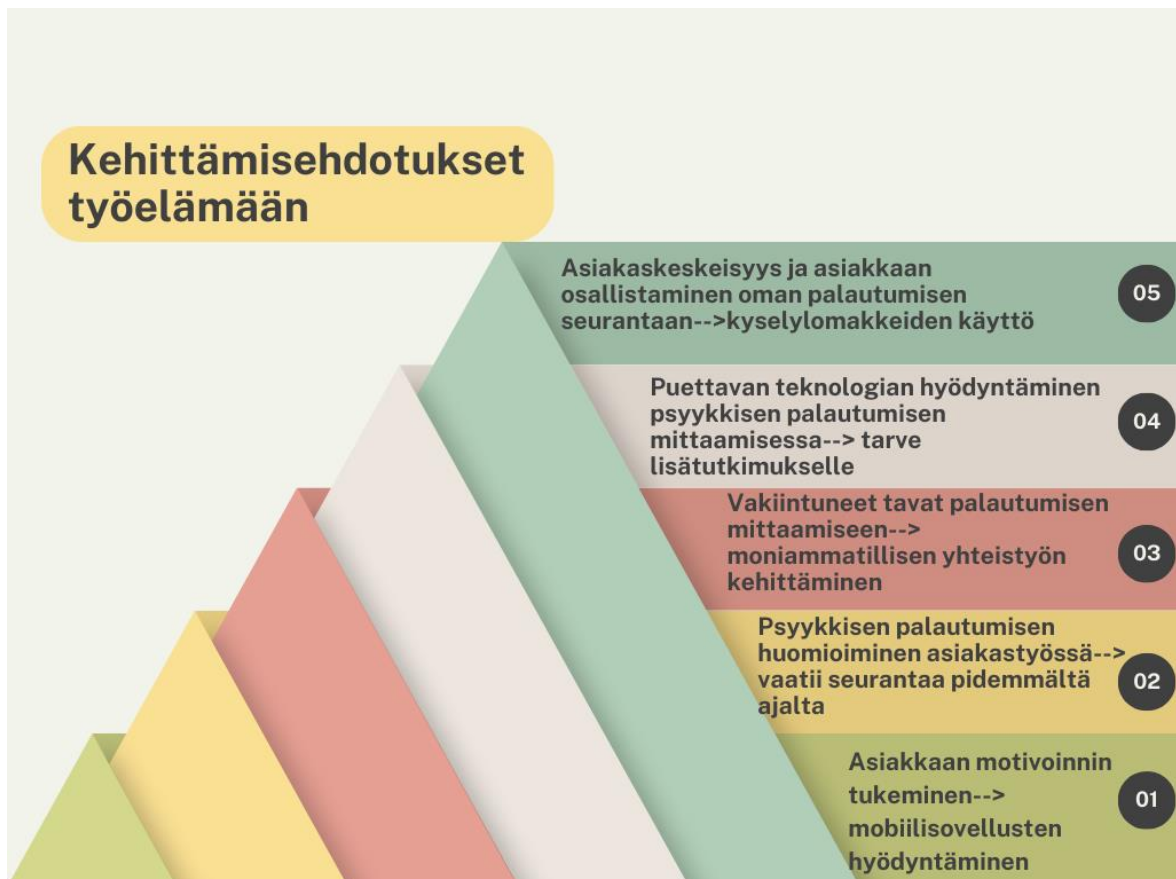 Kehittämisehdotukset
työelämään
Asiakaskeskeisyys ja asiakkaan
osallistaminen oman palautumisen
seurantaan-->kyselylomakkeiden käyttö
05
Puettavan teknologian hyödyntäminen
psyykkisen palautumisen
mittaamisessa--> tarve
lisätutkimukselle
04
Vakiintuneet tavat palautumisen
mittaamiseen-->
moniammatillisen yhteistyön
kehittäminen
03
Psyykkisen palautumisen
huomioiminen asiakastyössä-->
vaatii seurantaa pidemmältä
ajalta
02
Asiakkaan motivoinnin
tukeminen-->
mobiilisovellusten
hyödyntäminen
01